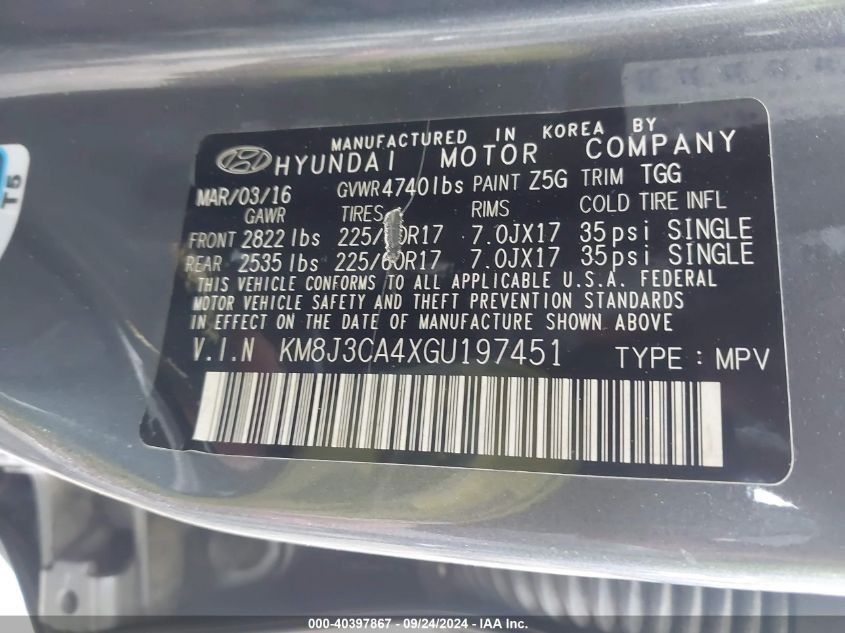 MANUFACTURED IN KOREA BY
HYUNDAI MOTOR COMPANY
MAR/03/16 GVWR 4740lbs PAINT Z5G TRIM TGG
GAWR TIRES RIMS COLD TIRE INFL
FRONT 2822 lbs 225/60R17 7.0JX17 35psi SINGLE
REAR 2535 lbs 225/60R17 7.0JX17 35psi SINGLE
THIS VEHICLE CONFORMS TO ALL APPLICABLE U.S.A. FEDERAL
MOTOR VEHICLE SAFETY AND THEFT PREVENTION STANDARDS
IN EFFECT ON THE DATE OF MANUFACTURE SHOWN ABOVE
V.I.N KM8J3CA4XGU197451 TYPE : MPV
T5
000-40397867 / 09/24/2024 / IAA Inc.